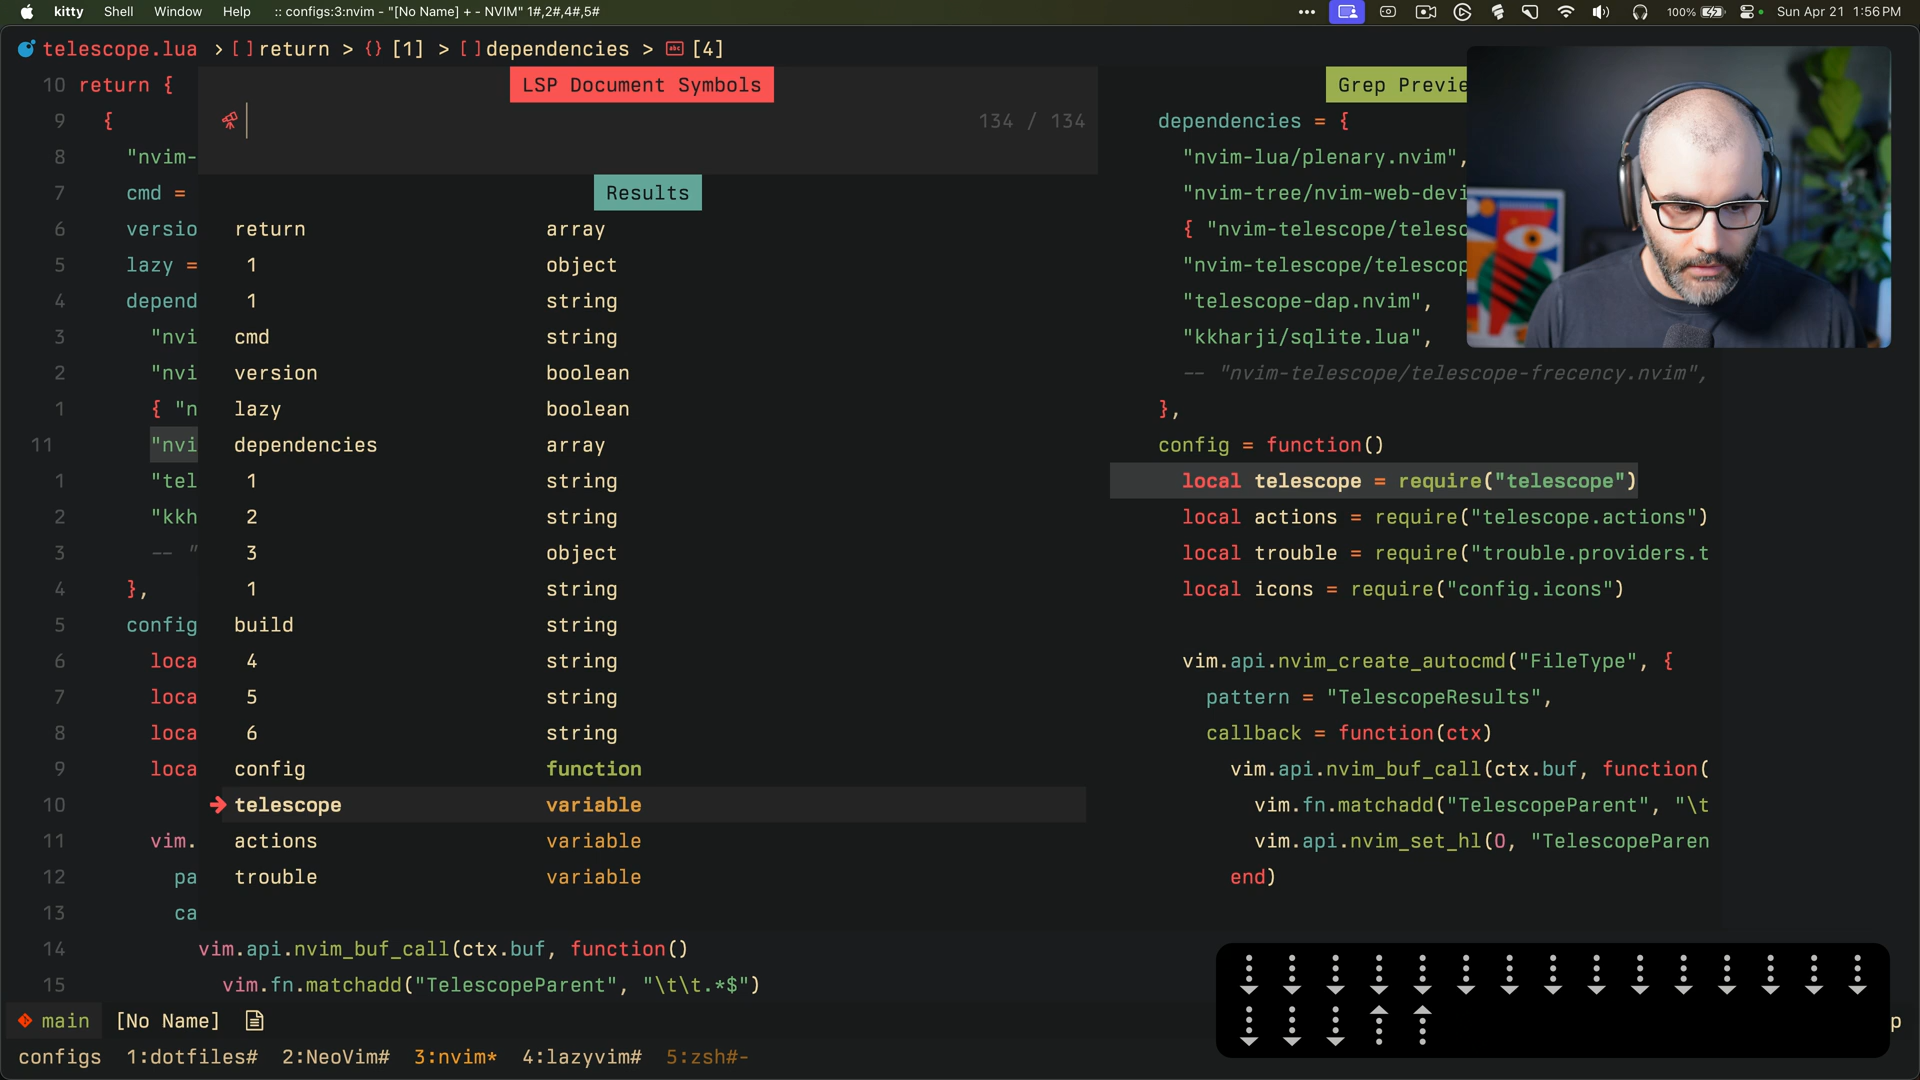 kitty Shell Window Help :: configs:3:nvim - "[No Name] + - NVIM" 1#,2#,4#,5# 100% Sun Apr 21 1:56 PM
telescope.lua > [ ] return > {} [1] > [ ] dependencies > abc [4]
LSP Document Symbols
134 / 134
Results
return array
1 object
1 string
cmd string
version boolean
lazy boolean
dependencies array
1 string
2 string
3 object
1 string
build string
4 string
5 string
6 string
config function
telescope variable
actions variable
trouble variable
10 return {
9 {
8 "nvim-
7 cmd =
6 versio
5 lazy =
4 depend
3 "nvi
2 "nvi
1 { "n
11 "nvi
1 "tel
2 "kkh
3 -- "
4 },
5 config
6 loca
7 loca
8 loca
9 loca
10
11 vim.
12 pa
13 ca
14 vim.api.nvim_buf_call(ctx.buf, function()
15 vim.fn.matchadd("TelescopeParent", "\t\t.*$")
Grep Previe
dependencies = {
"nvim-lua/plenary.nvim",
"nvim-tree/nvim-web-devi
{ "nvim-telescope/telesc
"nvim-telescope/telescop
"telescope-dap.nvim",
"kkharji/sqlite.lua",
-- "nvim-telescope/telescope-frecency.nvim",
},
config = function()
local telescope = require("telescope")
local actions = require("telescope.actions")
local trouble = require("trouble.providers.t
local icons = require("config.icons")
vim.api.nvim_create_autocmd("FileType", {
pattern = "TelescopeResults",
callback = function(ctx)
vim.api.nvim_buf_call(ctx.buf, function(
vim.fn.matchadd("TelescopeParent", "\t
vim.api.nvim_set_hl(0, "TelescopeParen
end)
main [No Name] p
configs 1:dotfiles# 2:NeoVim# 3:nvim* 4:lazyvim# 5:zsh#-